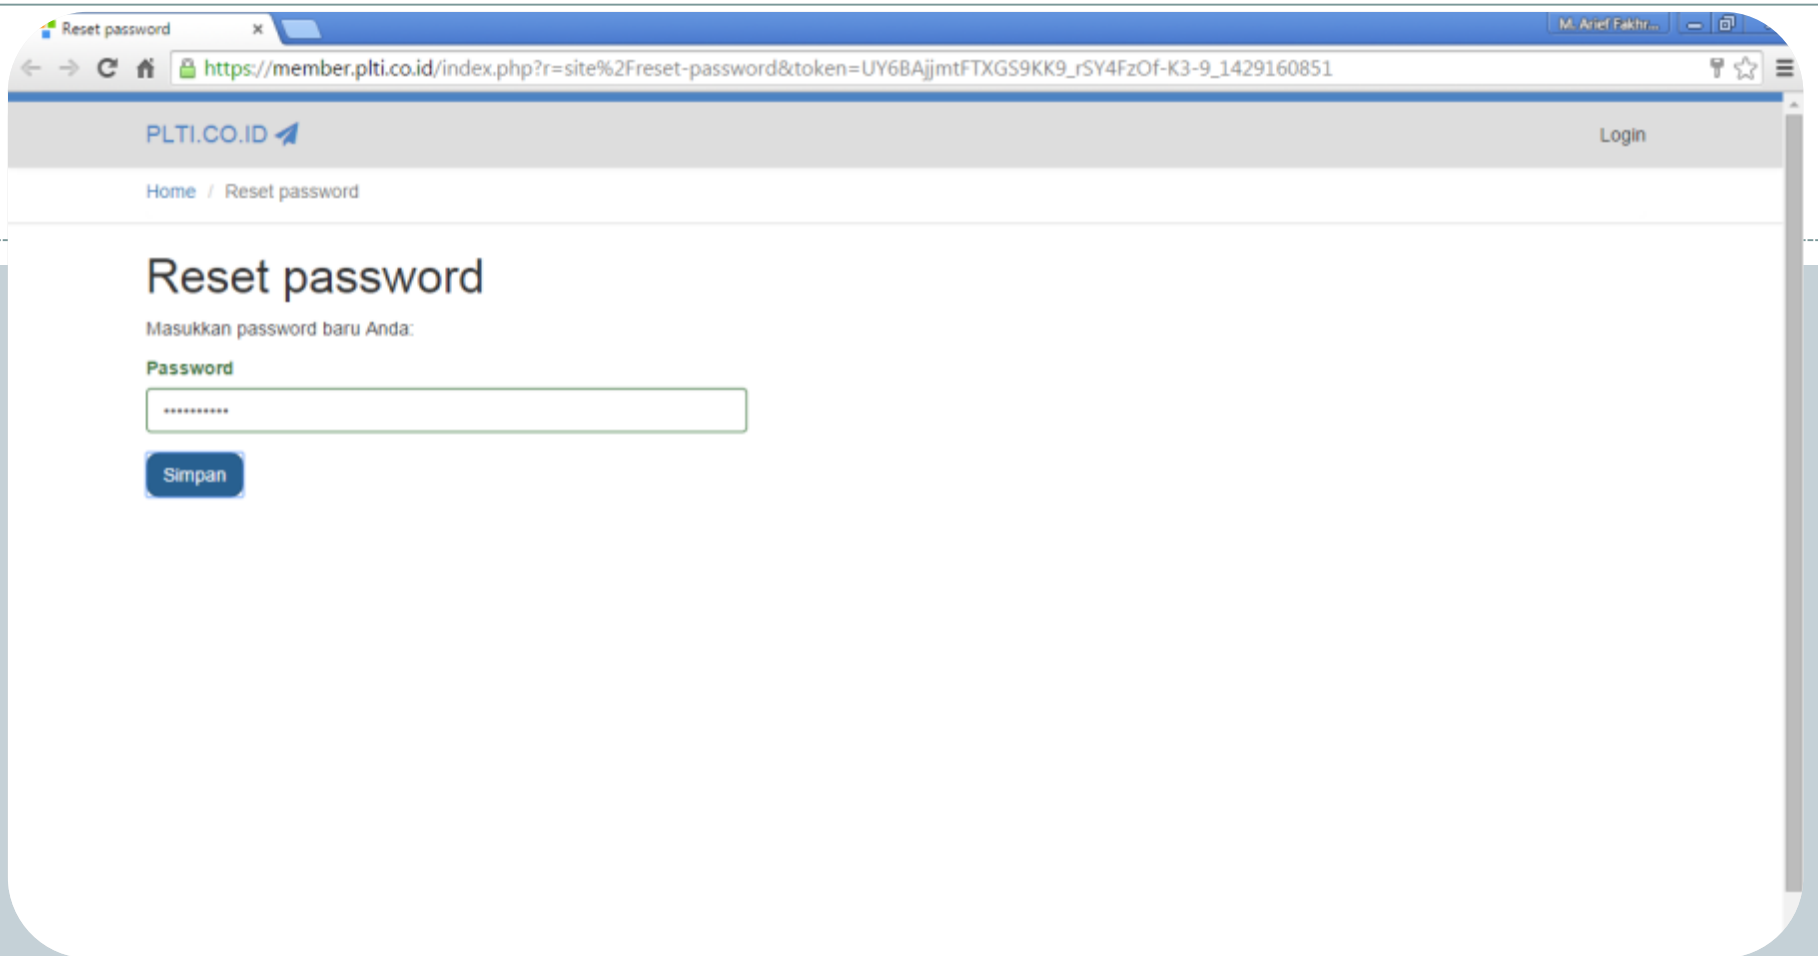 Reset password
M. Arief Fakhr...
https://member.plti.co.id/index.php?r=site%2Freset-password&token=UY6BAjjmtFTXGS9KK9_rSY4FzOf-K3-9_1429160851
PLTI.CO.ID
Login
Home / Reset password
Reset password
Masukkan password baru Anda:
Password
Simpan